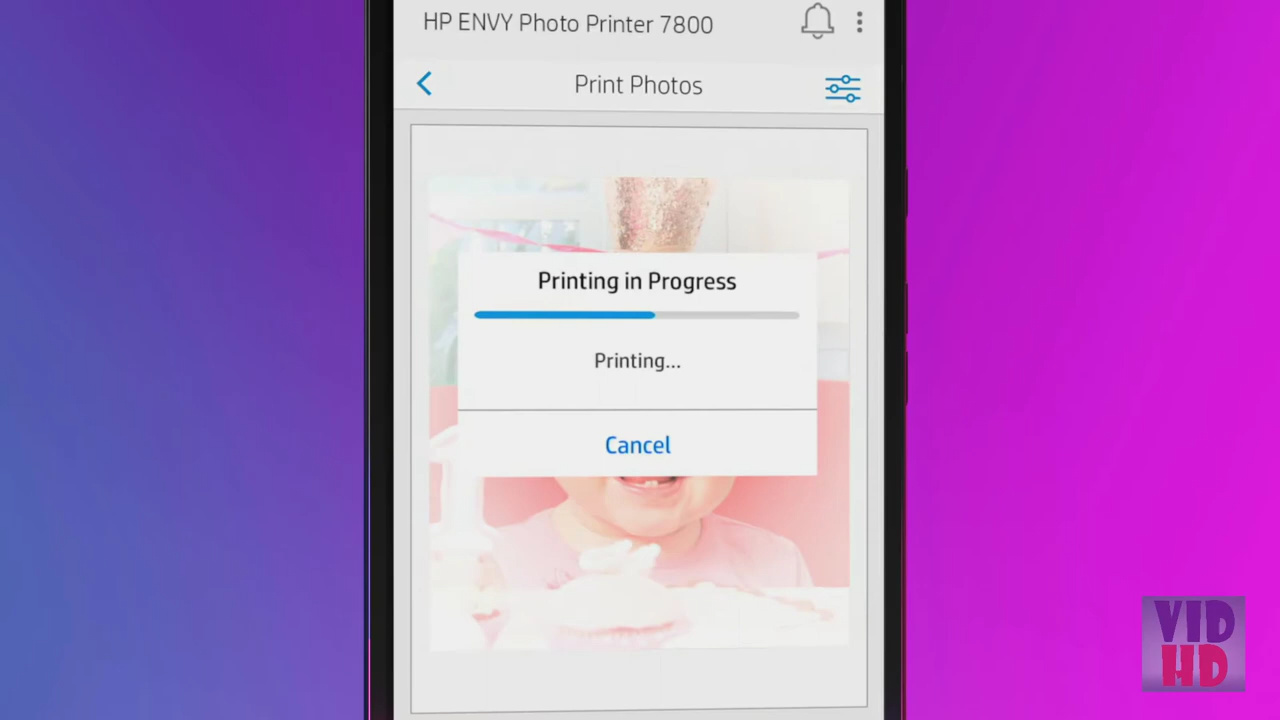 HP ENVY Photo Printer 7800
Print Photos
Printing in Progress
Printing...
Cancel
VID
HD